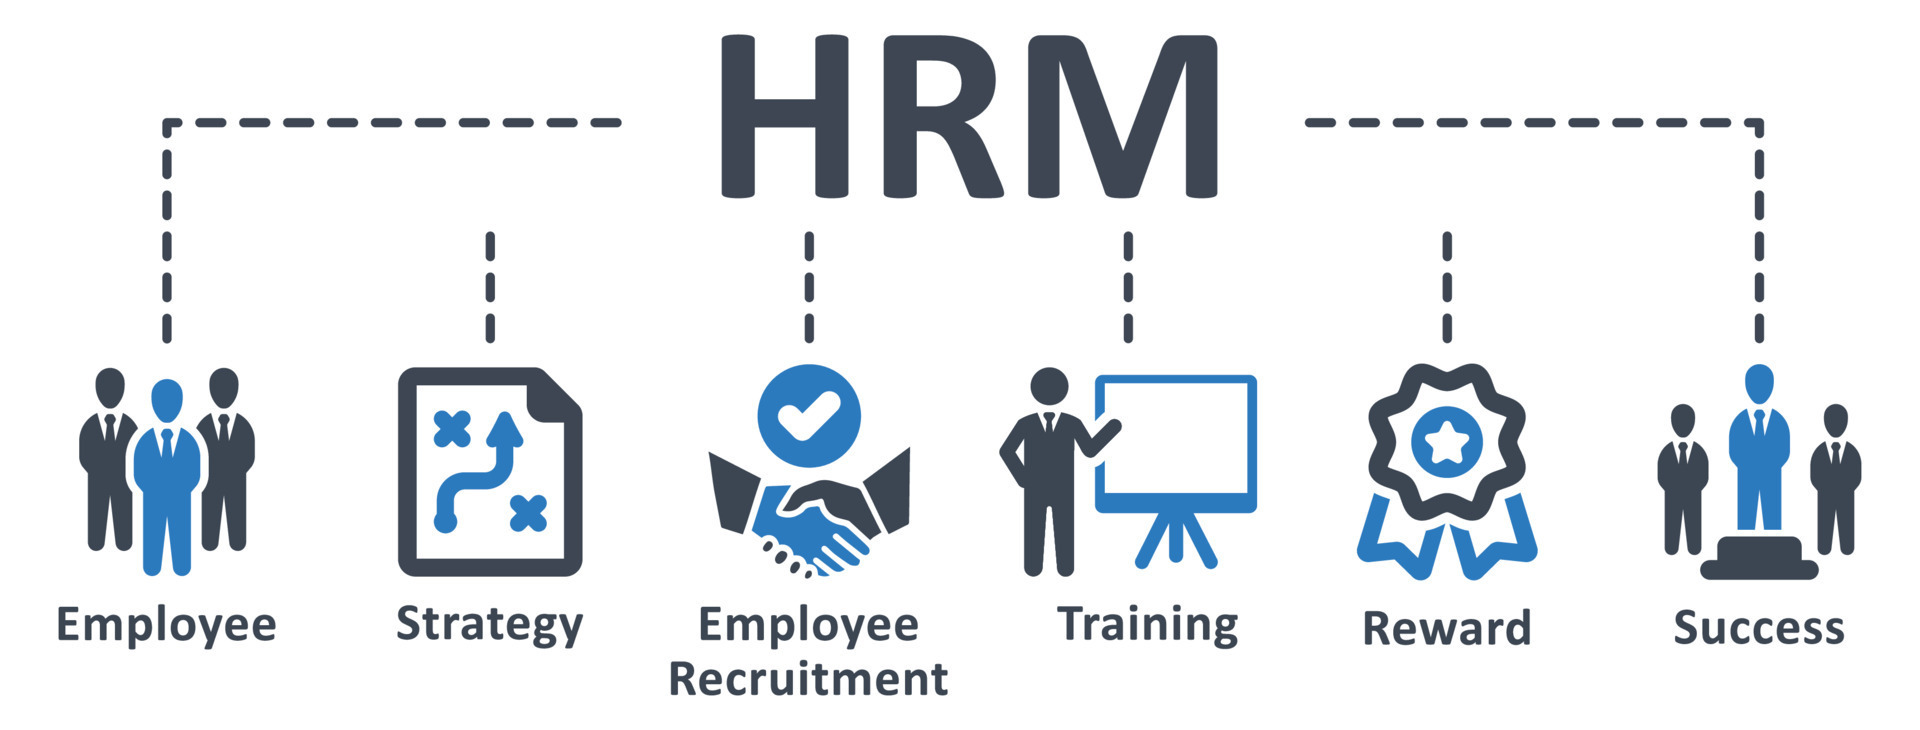 HRM
Employee
Strategy
Employee
Recruitment
Training
Reward
Success